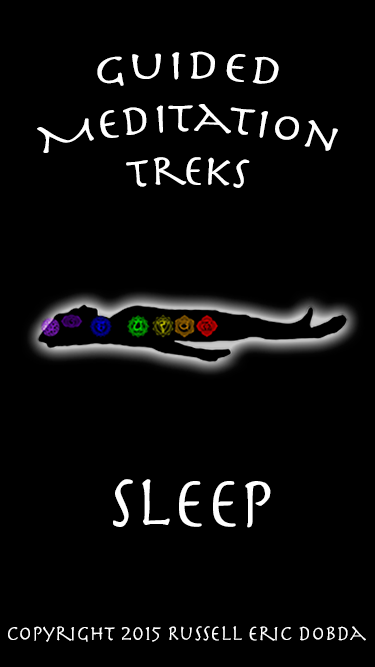 GUIDED
MEDITATION
TREKS
SLEEP
COPYRIGHT 2015 RUSSELL ERIC DOBDA